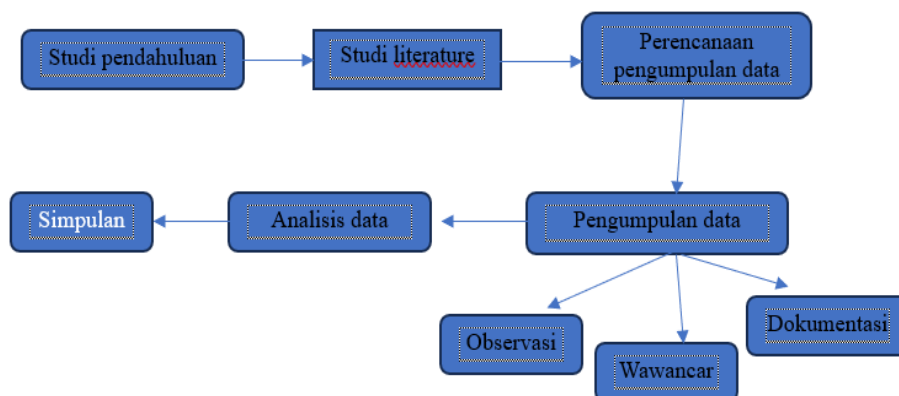 Studi pendahuluan
Studi literature
Perencanaan
pengumpulan data
Pengumpulan data
Analisis data
Simpulan
Observasi
Wawancar
Dokumentasi